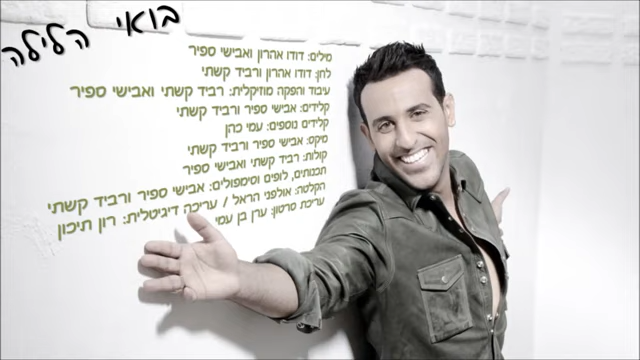 בואי הלילה
מילים: דודו אהרון ואבישי ספיר
לחן: דודו אהרון ורביד קשתי
עיבוד והפקה מוזיקלית: רביד קשתי ואבישי ספיר
קלידים: אבישי ספיר ורביד קשתי
קלידים נוספים: עמי כהן
מיקס: אבישי ספיר ורביד קשתי
קולות: רביד קשתי ואבישי ספיר
תכנותים, לופים וסימפולים: אבישי ספיר ורביד קשתי
הקלטה: אולפני הראל / עריכה דיגיטלית: רון תיכון
עריכת סרטון: ערן בן עמי